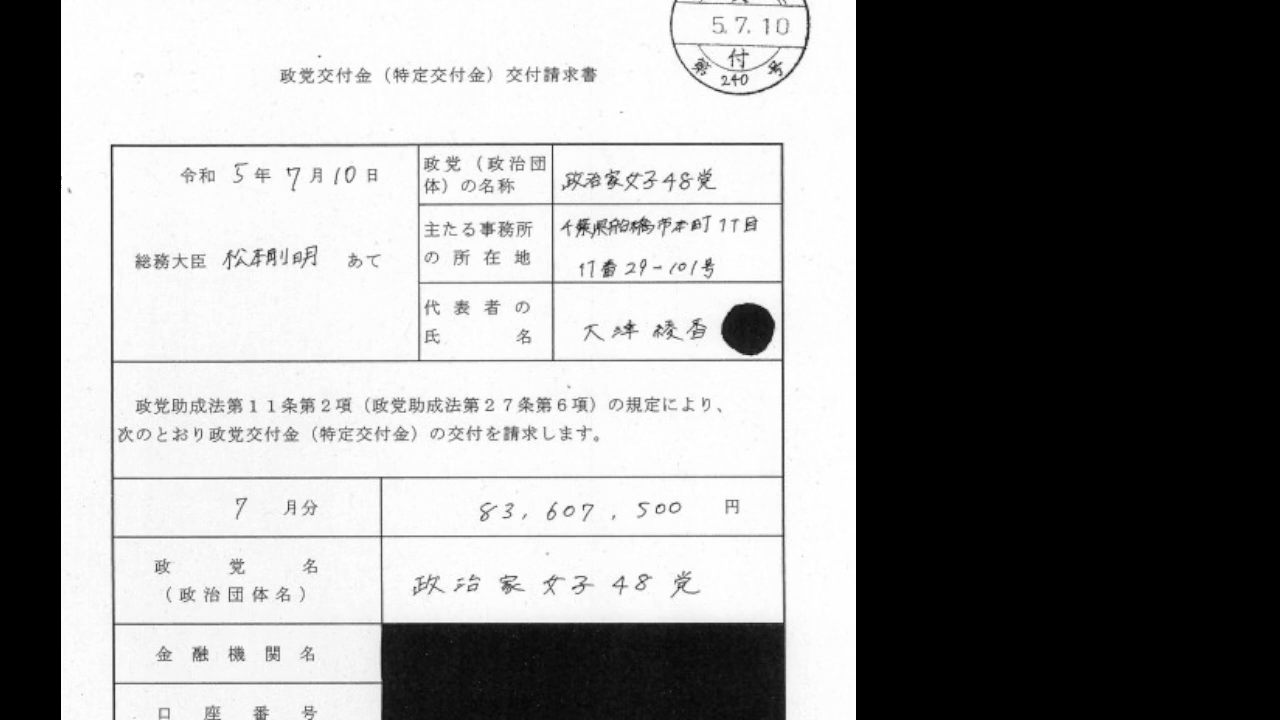 5.7.10
付
第240号
政党交付金（特定交付金）交付請求書
令和 5年 7月 10日
総務大臣 松本剛明 あて
政党（政治団
体）の名称
政治家女子48党
主たる事務所
の所在地
千葉県船橋市本町1丁目
17番29-101号
代表者の
氏名
大津綾香
政党助成法第11条第2項（政党助成法第27条第6項）の規定により、
次のとおり政党交付金（特定交付金）の交付を請求します。
7 月分
83,607,500 円
政党名
（政治団体名）
政治家女子48党
金融機関名
口座番号